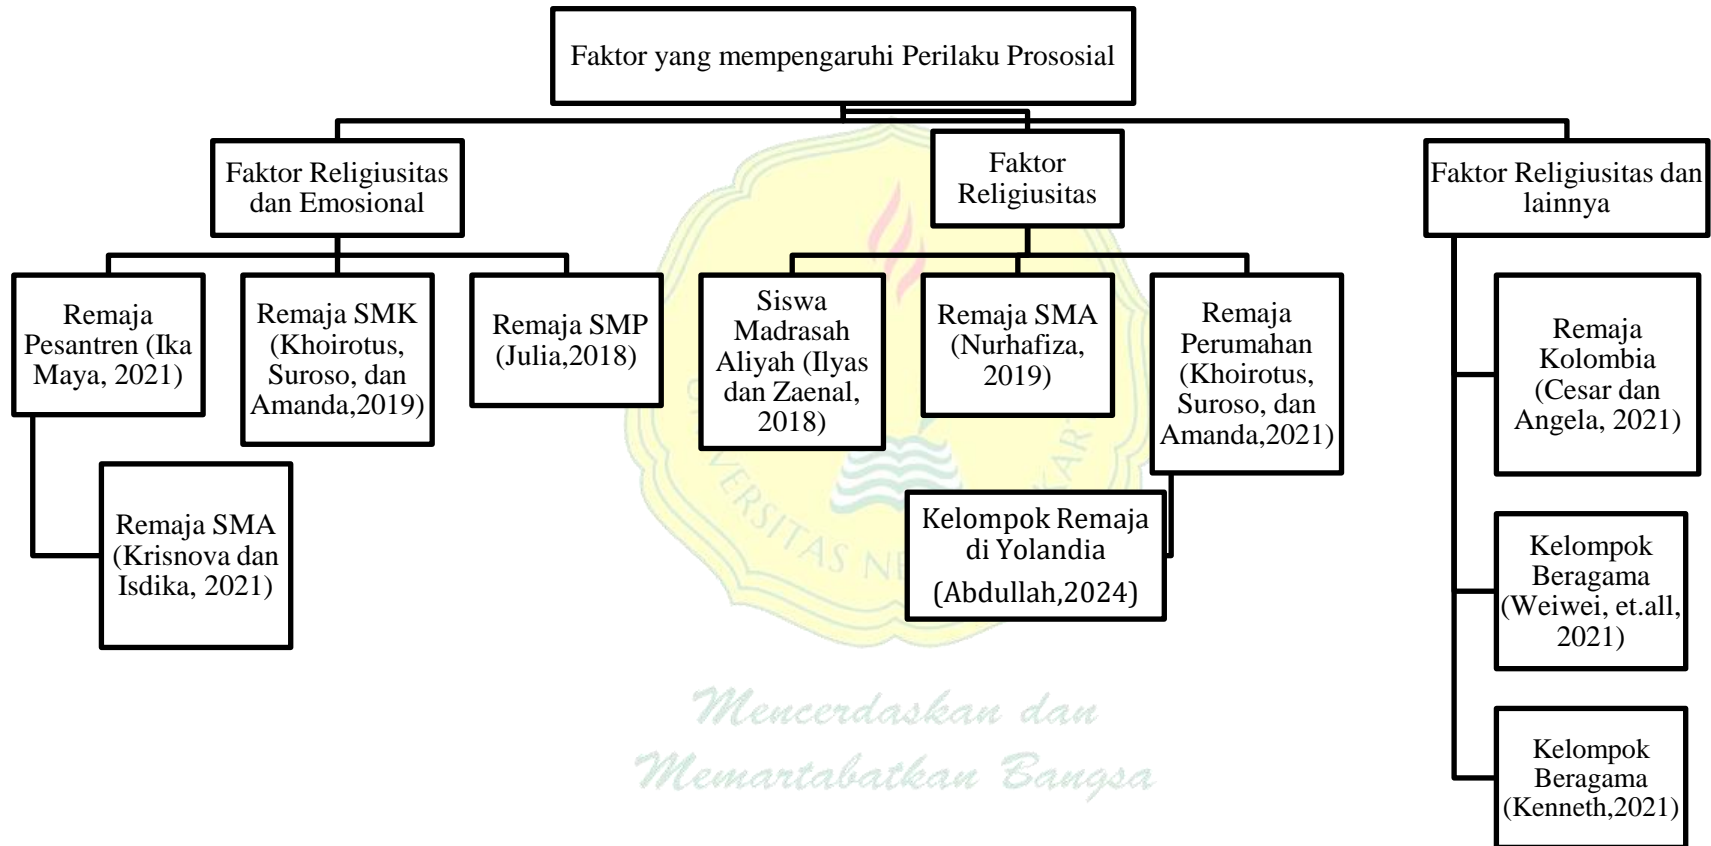 Faktor yang mempengaruhi Perilaku Prososial
Faktor Religiusitas
dan Emosional
Faktor
Religiusitas
Faktor Religiusitas dan
lainnya
Remaja
Pesantren (Ika
Maya, 2021)
Remaja SMK
(Khoirotus,
Suroso, dan
Amanda,2019)
Remaja SMP
(Julia,2018)
Siswa
Madrasah
Aliyah (Ilyas
dan Zaenal,
2018)
Remaja SMA
(Nurhafiza,
2019)
Remaja
Perumahan
(Khoirotus,
Suroso, dan
Amanda,2021)
Remaja
Kolombia
(Cesar dan
Angela, 2021)
Remaja SMA
(Krisnova dan
Isdika, 2021)
Kelompok Remaja
di Yolandia
(Abdullah,2024)
Kelompok
Beragama
(Weiwei, et.all,
2021)
Kelompok
Beragama
(Kenneth,2021)
Mencerdaskan dan
Memartabatkan Bangsa